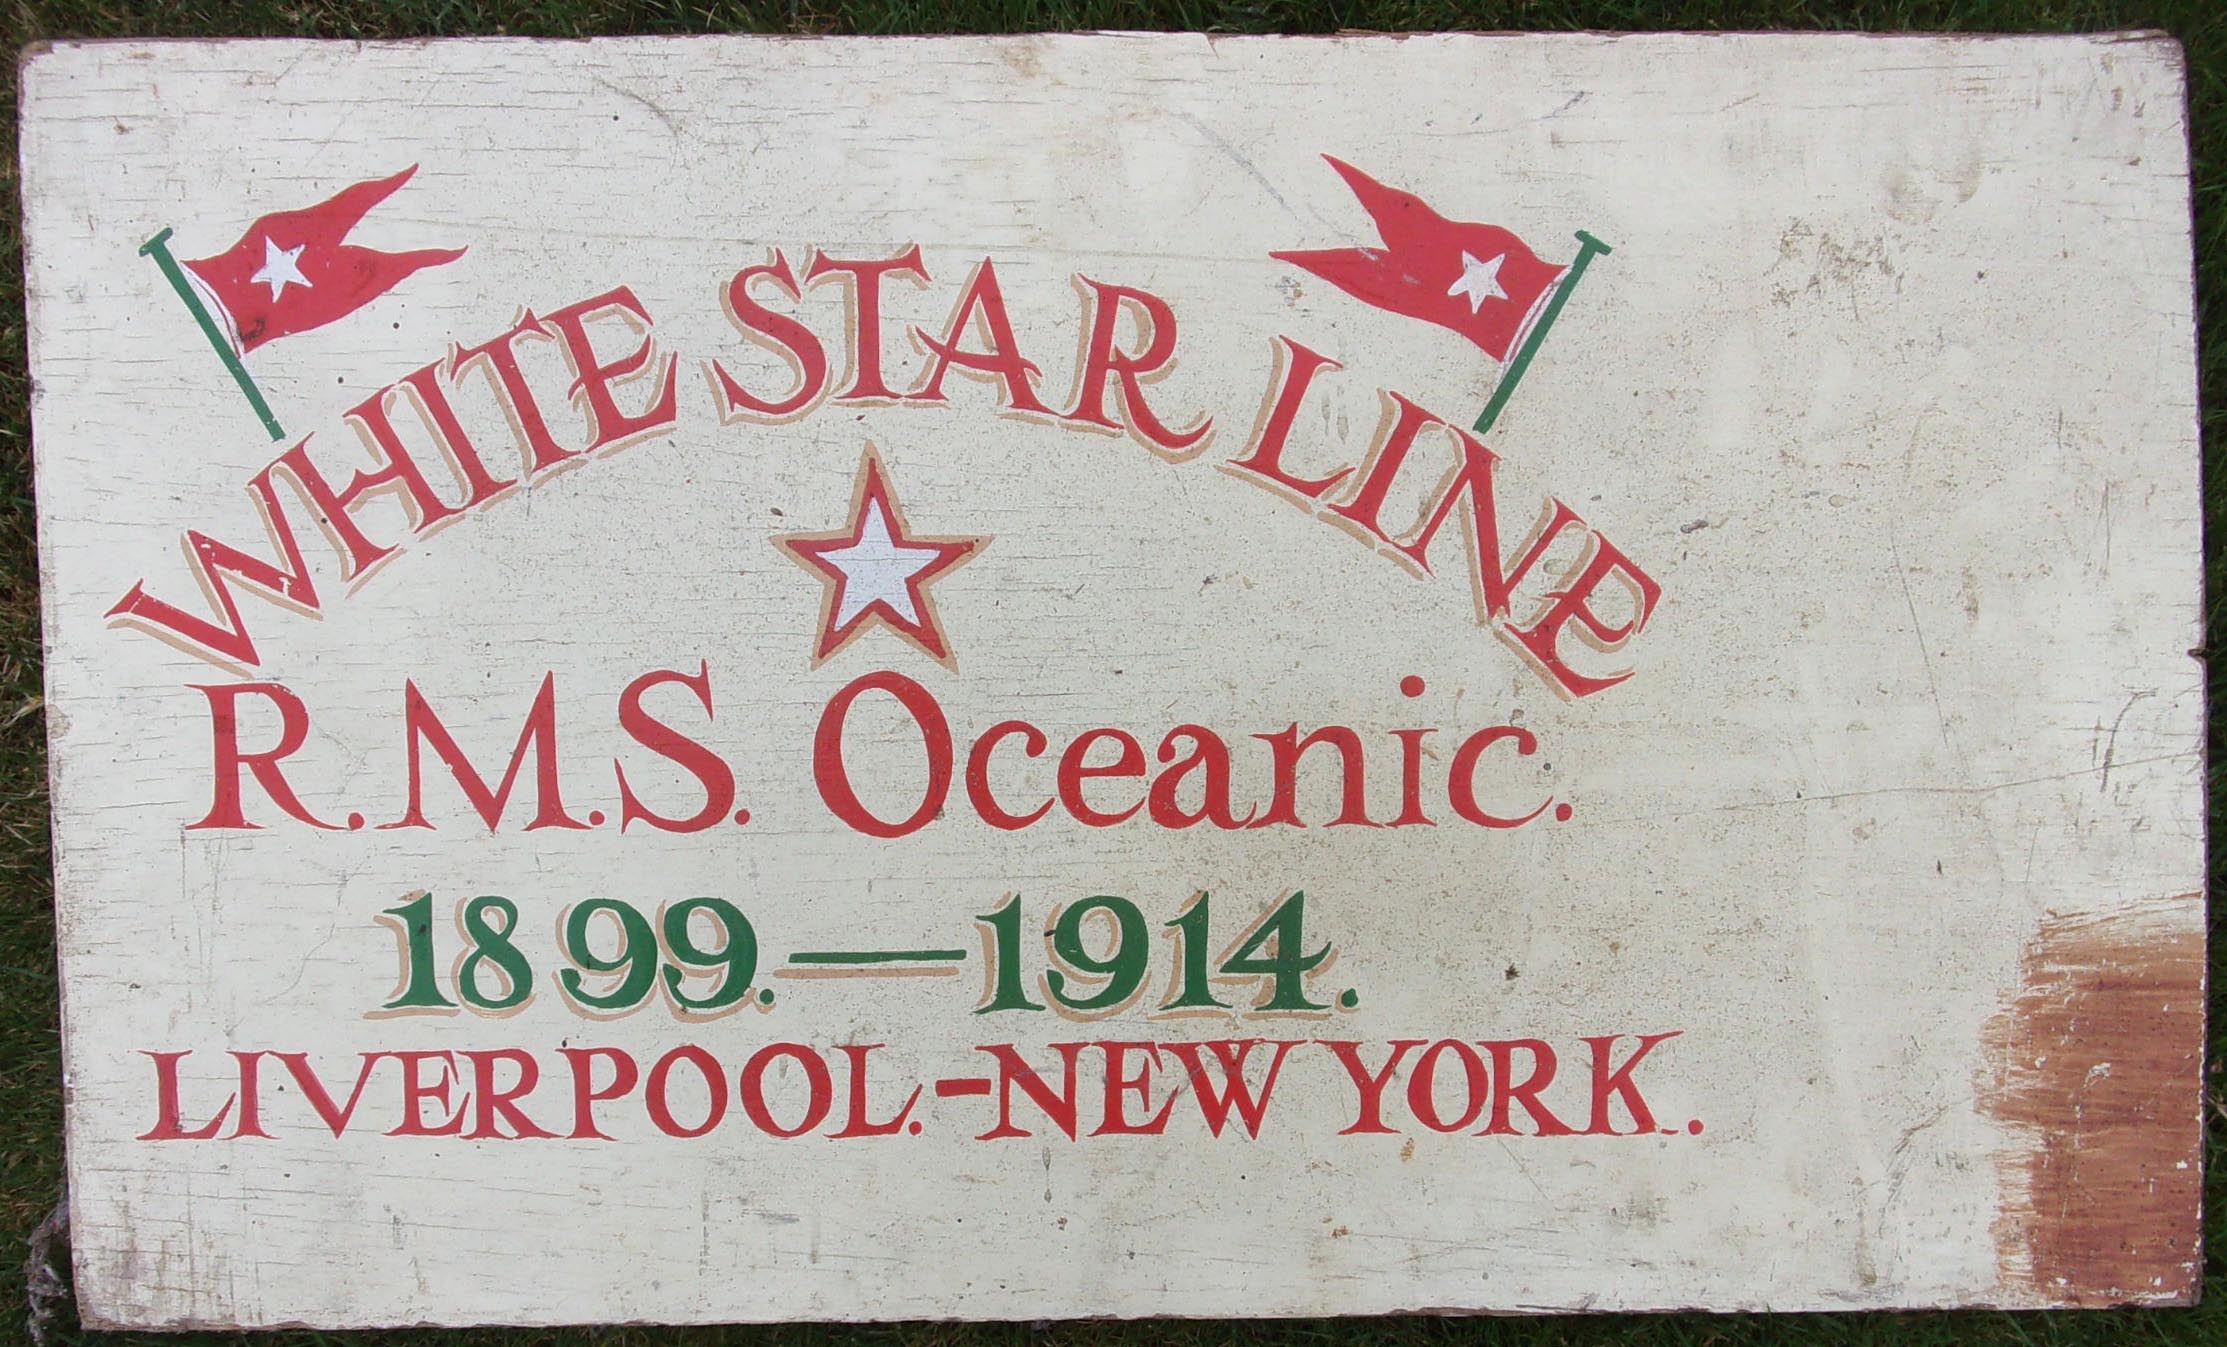 WHITE STAR LINE
R.M.S. Oceanic.
1899.—1914.
LIVERPOOL.-NEW YORK.